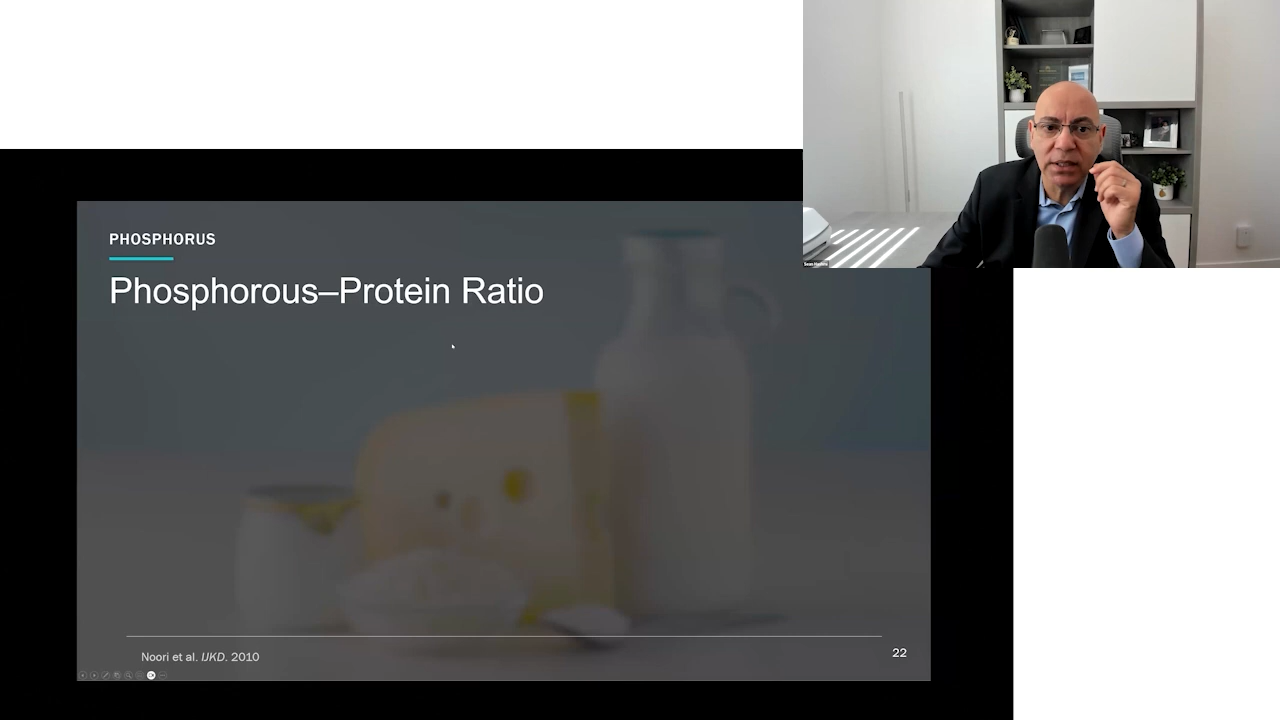 PHOSPHORUS
Phosphorous–Protein Ratio
Noori et al. IJKD. 2010
22